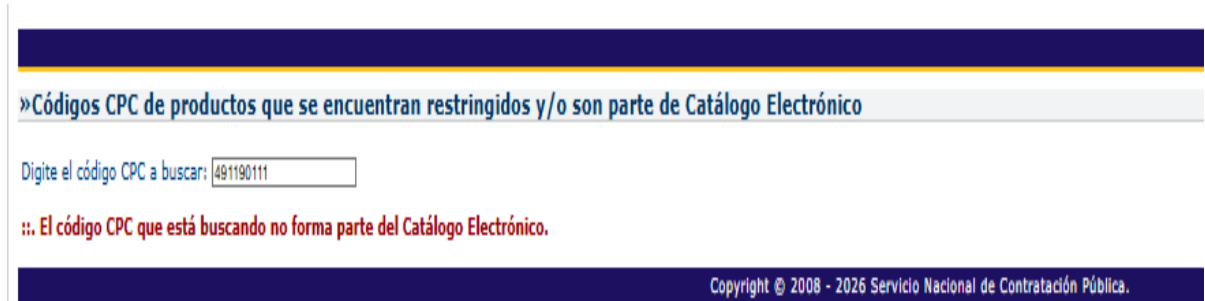 »Códigos CPC de productos que se encuentran restringidos y/o son parte de Catálogo Electrónico
Digite el código CPC a buscar: 491190111
::. El código CPC que está buscando no forma parte del Catálogo Electrónico.
Copyright © 2008 - 2026 Servicio Nacional de Contratación Pública.